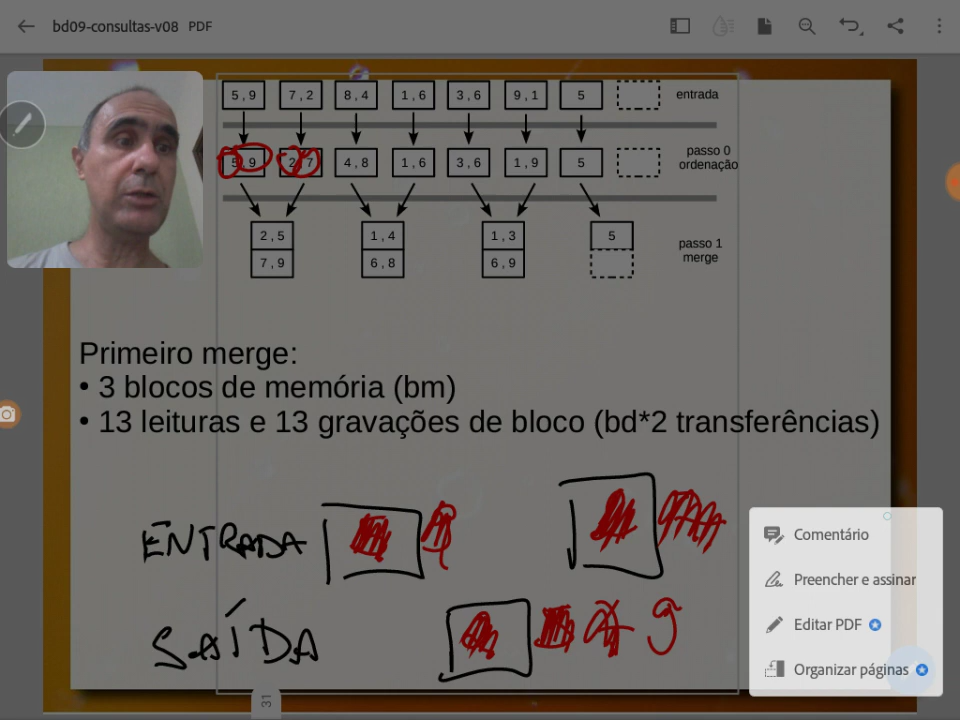 bd09-consultas-v08 PDF
5 , 9 7 , 2 8 , 4 1 , 6 3 , 6 9 , 1 5 entrada
5 , 9 2 , 7 4 , 8 1 , 6 3 , 6 1 , 9 5 passo 0
ordenação
2 , 5 1 , 4 1 , 3 5 passo 1
7 , 9 6 , 8 6 , 9 merge
Primeiro merge:
• 3 blocos de memória (bm)
• 13 leituras e 13 gravações de bloco (bd*2 transferências)
ENTRADA
SAÍDA 9
Comentário
Preencher e assinar
Editar PDF
Organizar páginas
31